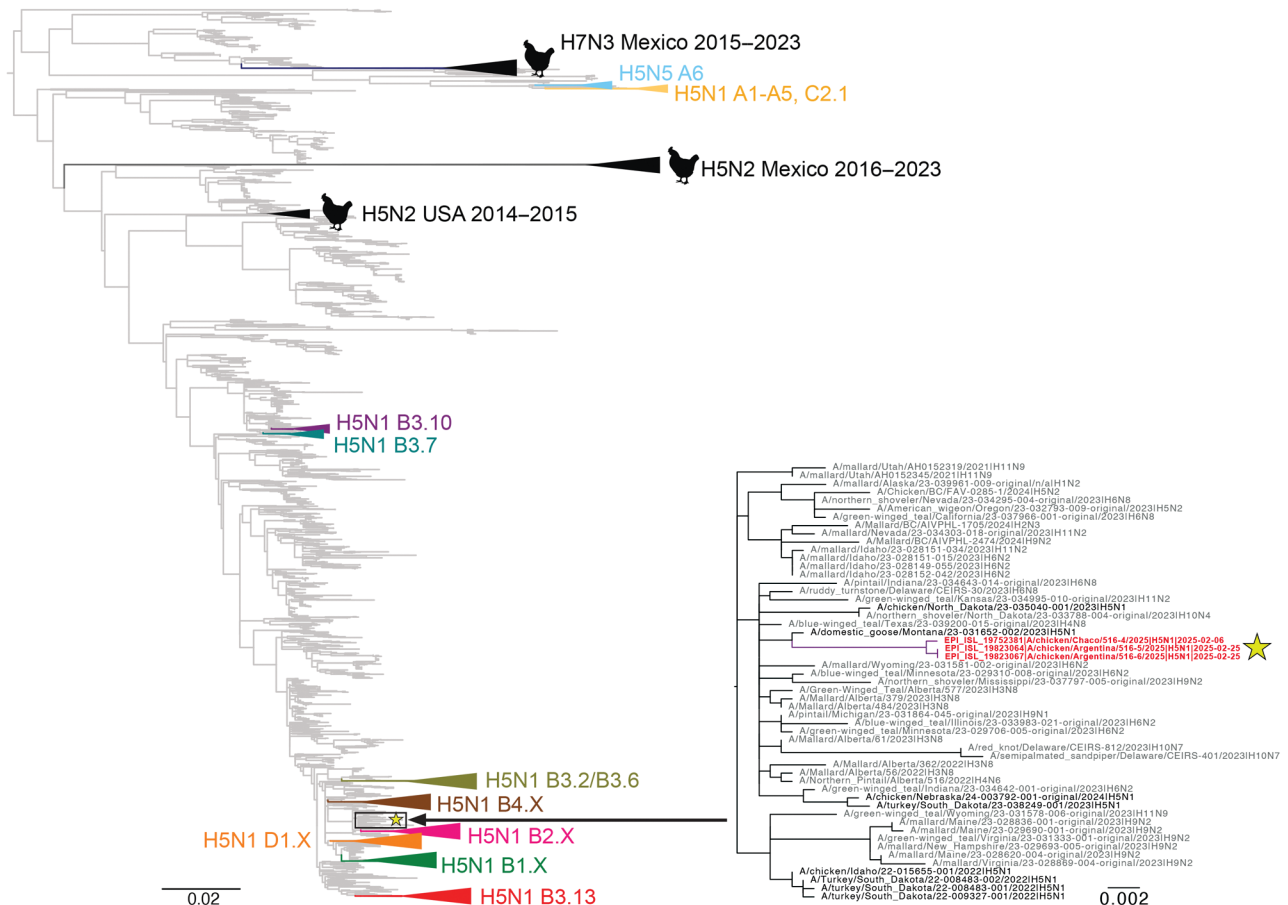 H7N3 Mexico 2015–2023
H5N5 A6
H5N1 A1-A5, C2.1
H5N2 Mexico 2016–2023
H5N2 USA 2014–2015
H5N1 B3.10
H5N1 B3.7
H5N1 B3.2/B3.6
H5N1 B4.X
H5N1 B2.X
H5N1 D1.X
H5N1 B1.X
H5N1 B3.13
0.02
A/mallard/Utah/AH0152319/2021|H11N9
A/mallard/Utah/AH0152345/2021|H11N9
A/mallard/Alaska/23-039961-009-original/n/a|H1N2
A/Chicken/BC/FAV-0285-1/2024|H5N2
A/northern_shoveler/Nevada/23-034295-004-original/2023|H6N8
A/American_wigeon/Oregon/23-032793-009-original/2023|H5N2
A/green-winged_teal/California/23-037966-001-original/2023|H6N8
A/Mallard/BC/AIVPHL-1705/2024|H2N3
A/mallard/Nevada/23-034303-018-original/2023|H11N2
A/Mallard/BC/AIVPHL-2474/2024|H9N2
A/mallard/Idaho/23-028151-034/2023|H11N2
A/mallard/Idaho/23-028151-015/2023|H6N2
A/mallard/Idaho/23-028149-055/2023|H6N2
A/mallard/Idaho/23-028152-042/2023|H6N2
A/pintail/Indiana/23-034643-014-original/2023|H6N8
A/ruddy_turnstone/Delaware/CEIRS-30/2023|H6N8
A/green-winged_teal/Kansas/23-034995-010-original/2023|H11N2
A/chicken/North_Dakota/23-035040-001/2023|H5N1
A/northern_shoveler/North_Dakota/23-033788-004-original/2023|H10N4
A/blue-winged_teal/Texas/23-039200-015-original/2023|H4N8
A/domestic_goose/Montana/23-031652-002/2023|H5N1
EPI_ISL_19752381|A/chicken/Chaco/516-4/2025|H5N1|2025-02-06
EPI_ISL_19823064|A/chicken/Argentina/516-5/2025|H5N1|2025-02-25
EPI_ISL_19823067|A/chicken/Argentina/516-6/2025|H5N1|2025-02-25
A/mallard/Wyoming/23-031581-002-original/2023|H6N2
A/blue-winged_teal/Minnesota/23-029310-008-original/2023|H6N2
A/northern_shoveler/Mississippi/23-037797-005-original/2023|H9N2
A/Green-Winged_Teal/Alberta/577/2023|H3N8
A/Mallard/Alberta/379/2023|H3N8
A/Mallard/Alberta/484/2023|H3N8
A/pintail/Michigan/23-031864-045-original/2023|H9N1
A/blue-winged_teal/Illinois/23-033983-021-original/2023|H6N2
A/green-winged_teal/Minnesota/23-029706-005-original/2023|H6N2
A/Mallard/Alberta/61/2023|H3N8
A/red_knot/Delaware/CEIRS-812/2023|H10N7
A/semipalmated_sandpiper/Delaware/CEIRS-401/2023|H10N7
A/Mallard/Alberta/362/2022|H3N8
A/Mallard/Alberta/56/2022|H3N8
A/Northern_Pintail/Alberta/516/2022|H4N6
A/green-winged_teal/Indiana/23-034642-001-original/2023|H6N2
A/chicken/Nebraska/24-003792-001-original/2024|H5N1
A/turkey/South_Dakota/23-038249-001/2023|H5N1
A/green-winged_teal/Wyoming/23-031578-006-original/2023|H11N9
A/mallard/Maine/23-028836-001-original/2023|H9N2
A/mallard/Maine/23-029690-001-original/2023|H9N2
A/green-winged_teal/Virginia/23-031333-001-original/2023|H9N2
A/mallard/New_Hampshire/23-029693-005-original/2023|H9N2
A/mallard/Maine/23-028620-004-original/2023|H9N2
A/mallard/Virginia/23-028869-004-original/2023|H9N2
A/chicken/Idaho/22-015655-001/2022|H5N1
A/Turkey/South_Dakota/22-008483-002/2022|H5N1
A/turkey/South_Dakota/22-008483-001/2022|H5N1
A/turkey/South_Dakota/22-009327-001/2022|H5N1
0.002